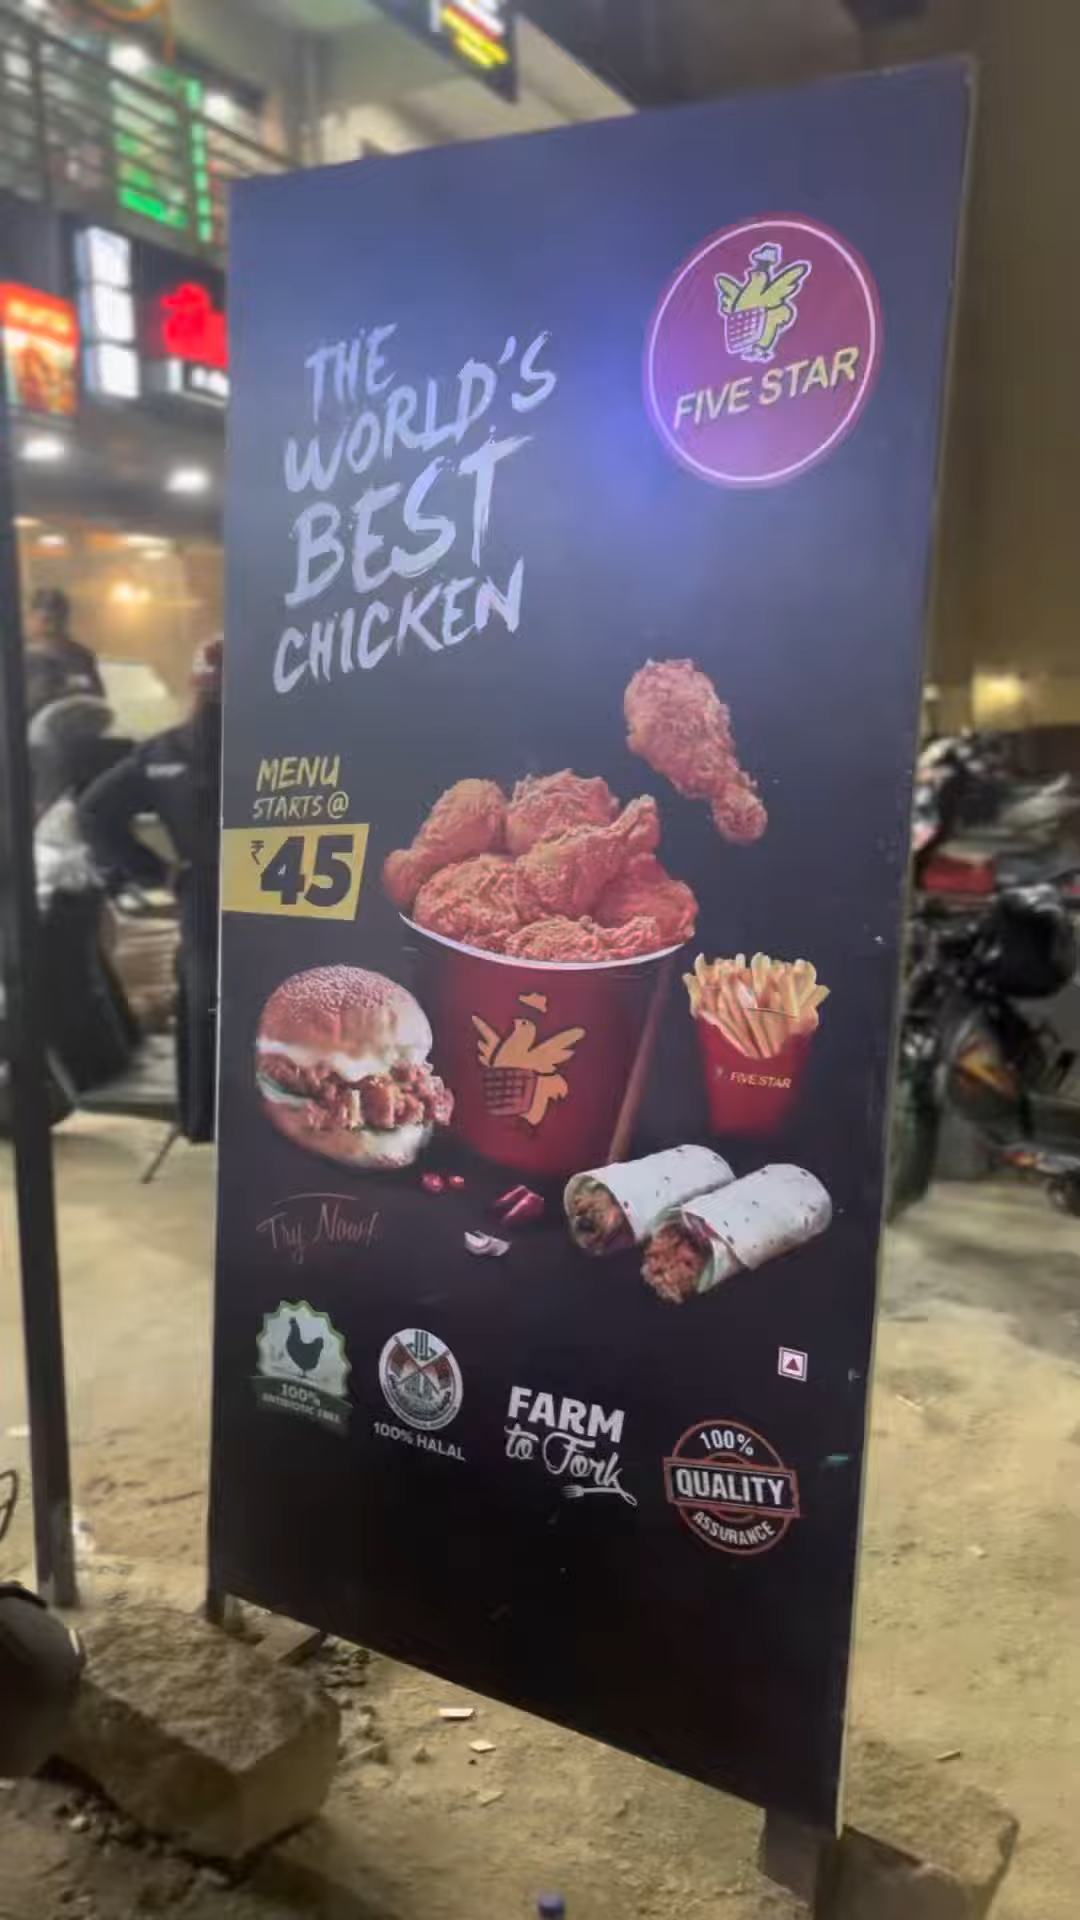 FIVE STAR
THE
WORLD'S
BEST
CHICKEN
MENU
STARTS @
₹45
FIVE STAR
Try Now!
100%
ANTIBIOTIC FREE
100% HALAL
FARM
to Fork
100%
QUALITY
ASSURANCE